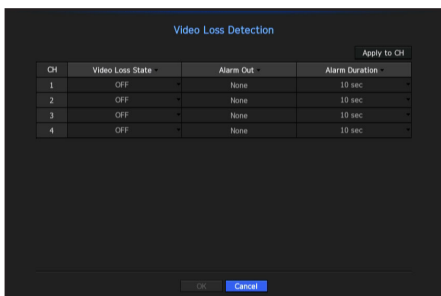 Video Loss Detection
Apply to CH
CH Video Loss State Alarm Out Alarm Duration
1 OFF None 10 sec
2 OFF None 10 sec
3 OFF None 10 sec
4 OFF None 10 sec
OK Cancel